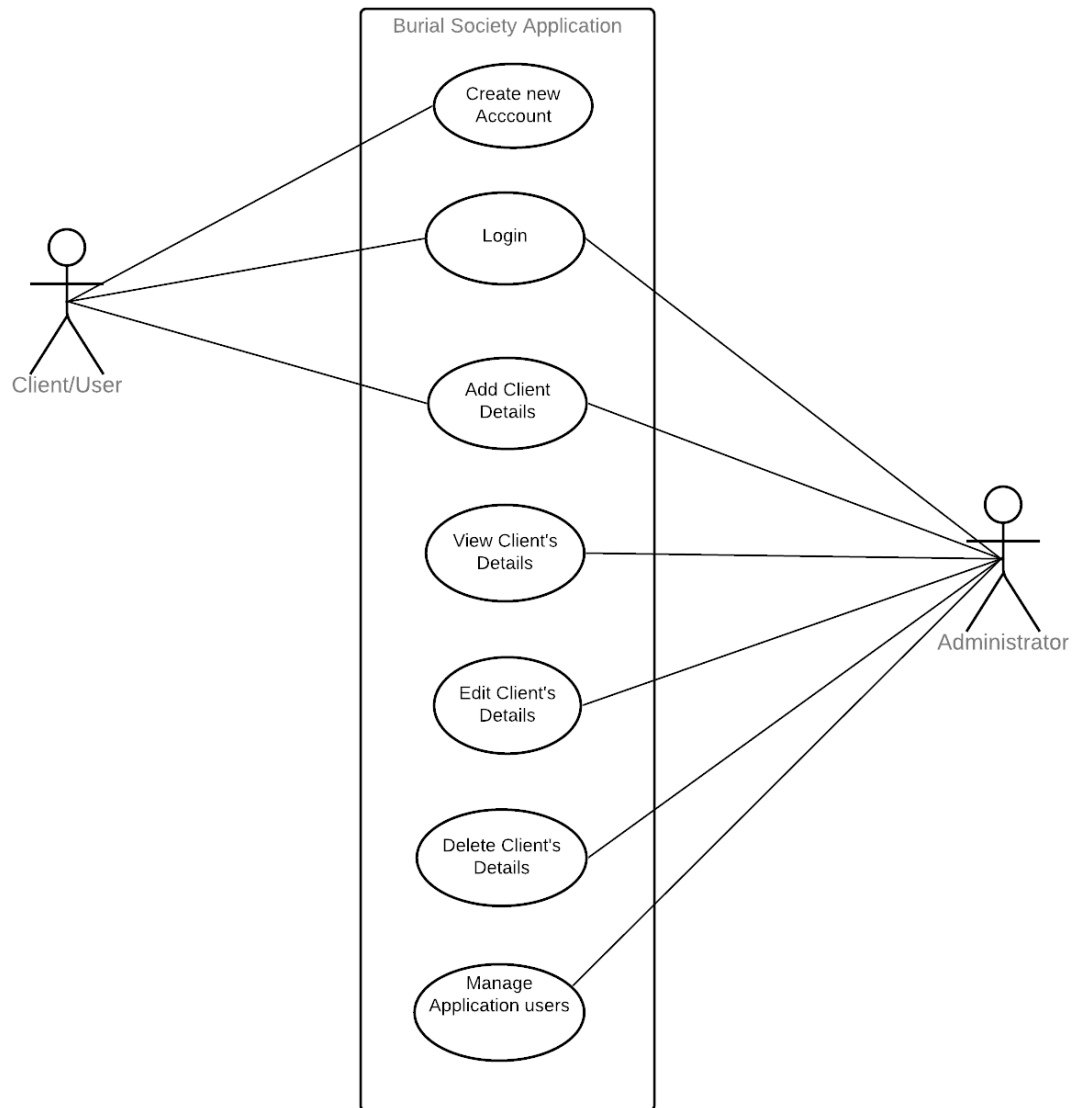 Burial Society Application
Create new
Acccount
Login
Client/User
Add Client
Details
View Client's
Details
Administrator
Edit Client's
Details
Delete Client's
Details
Manage
Application users